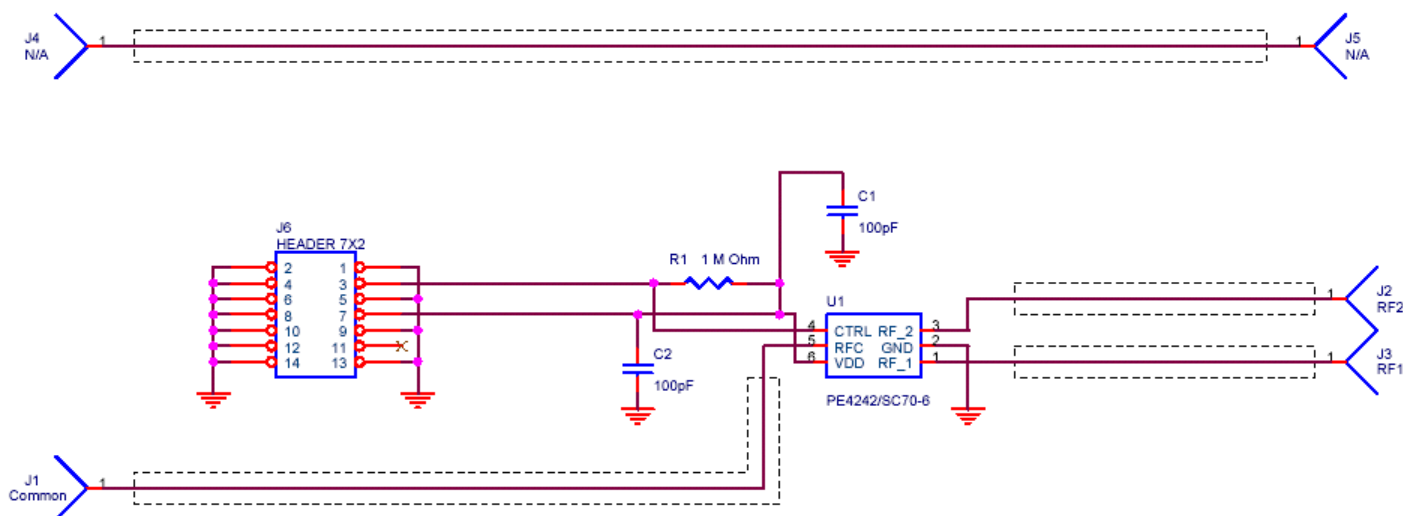 J4
N/A
1
1
J5
N/A
C1
100pF
J6
HEADER 7X2
R1 1 M Ohm
2 1
4 3
6 5
8 7
10 9
12 11
14 13
U1
4 CTRL RF_2 3
5 RFC GND 2
6 VDD RF_1 1
PE4242/SC70-6
C2
100pF
1
J2
RF2
1
J3
RF1
J1
Common
1